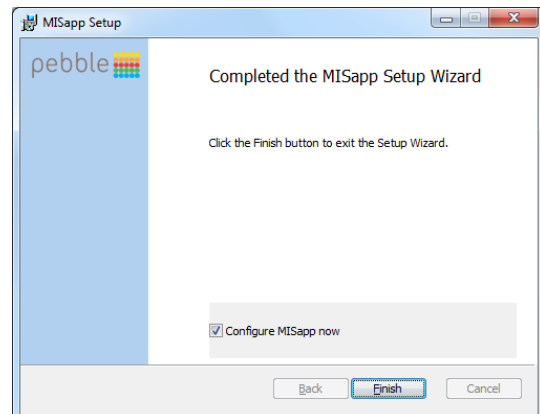 MISapp Setup
pebble
Completed the MISapp Setup Wizard
Click the Finish button to exit the Setup Wizard.
Configure MISapp now
Back Finish Cancel